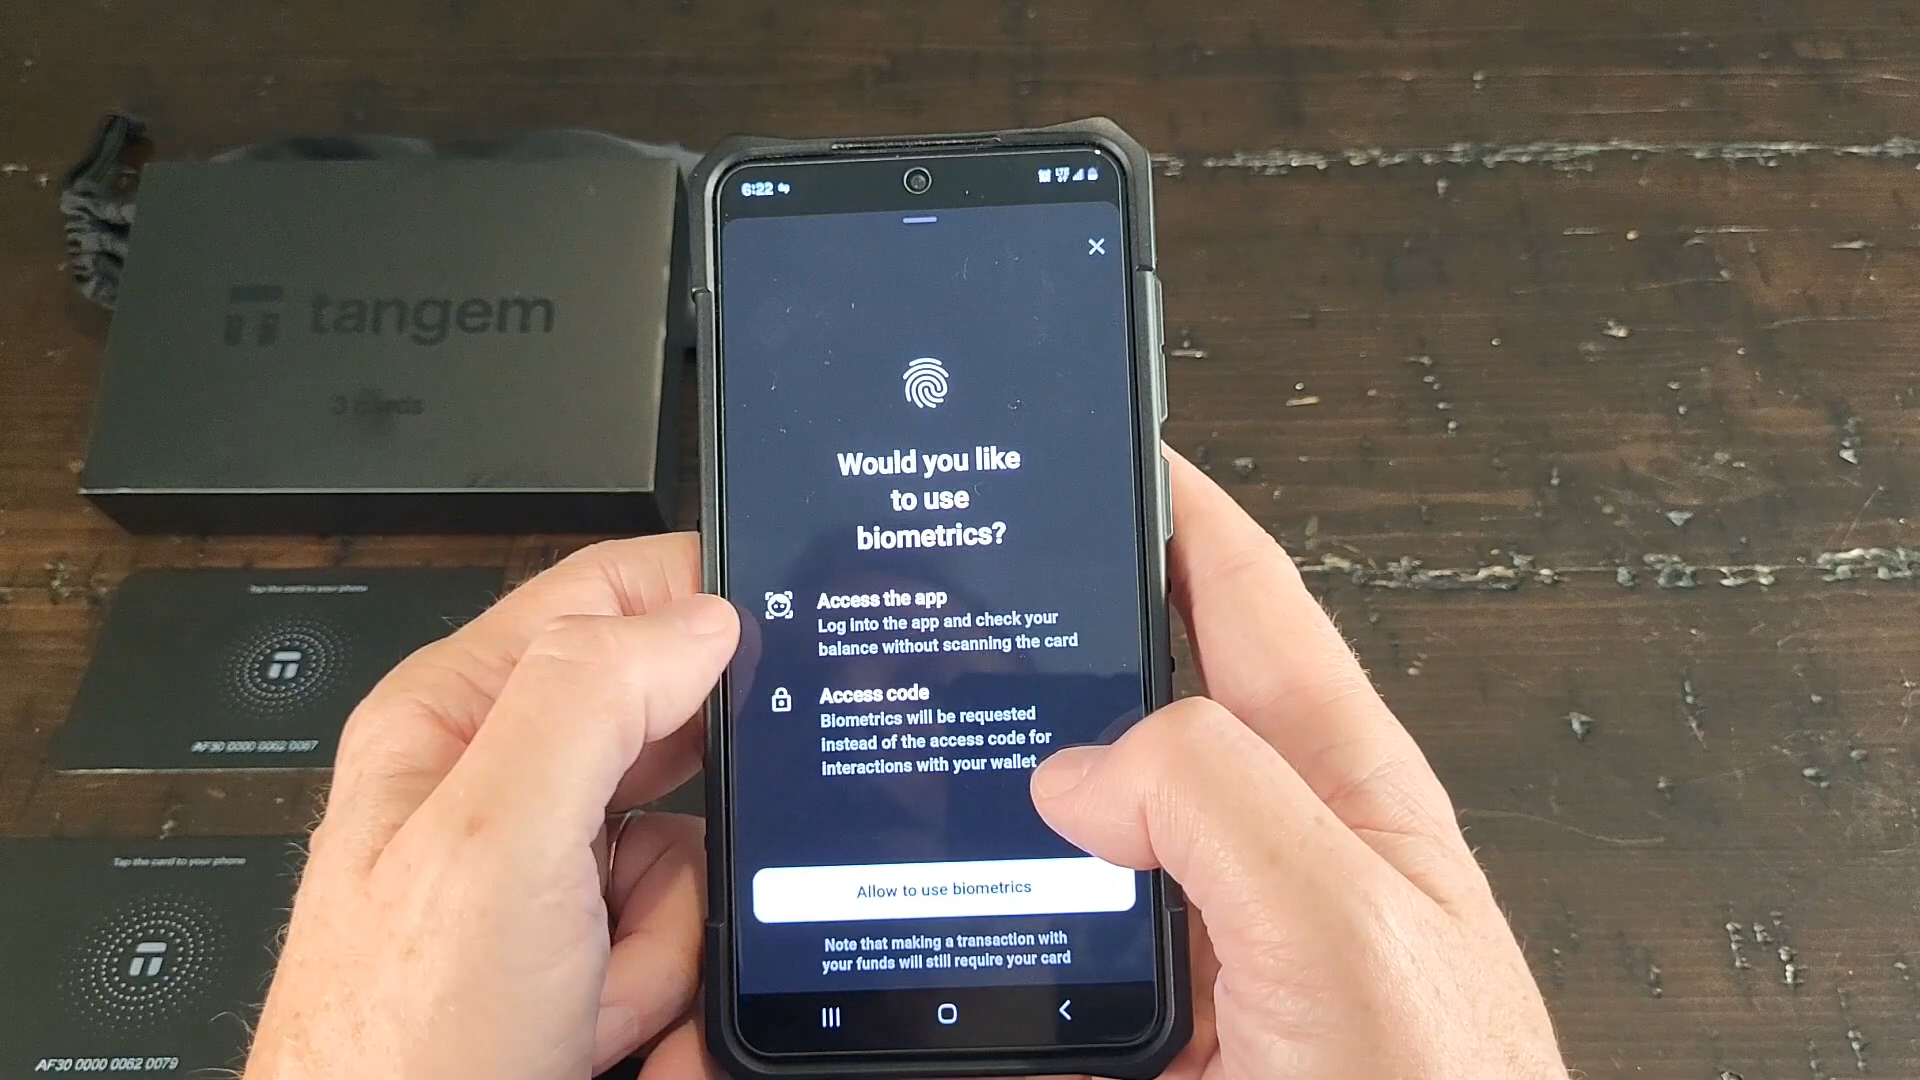 tangem
3 cards
Tap the card to your phone
AF30 0000 0062 0087
Tap the card to your phone
AF30 0000 0062 0079
6:22
LTE
Would you like
to use
biometrics?
Access the app
Log into the app and check your
balance without scanning the card
Access code
Biometrics will be requested
instead of the access code for
interactions with your wallet
Allow to use biometrics
Note that making a transaction with
your funds will still require your card